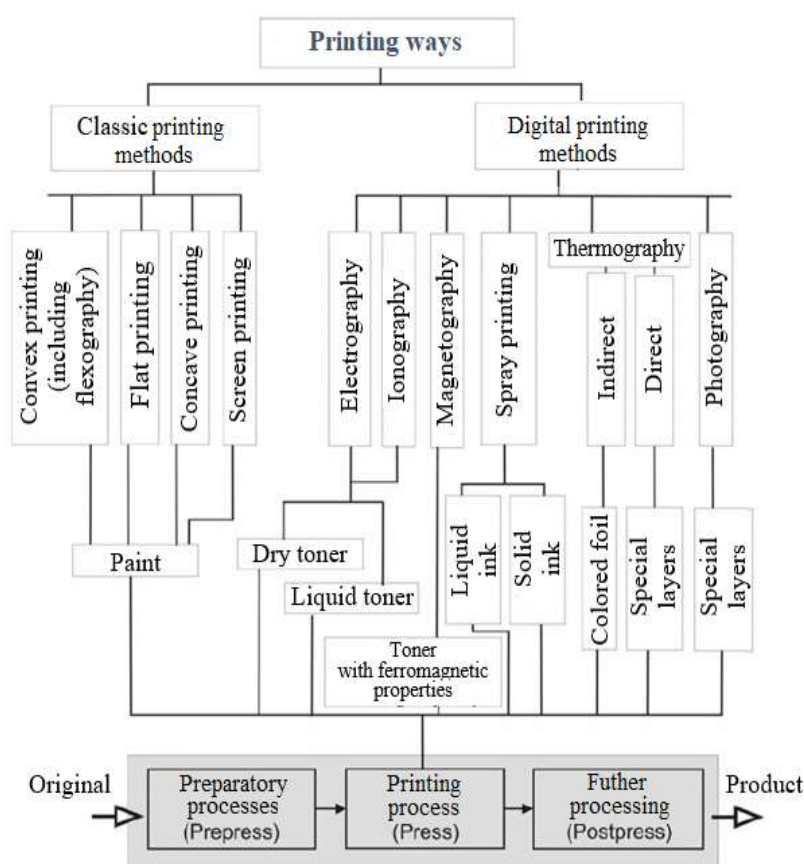 Printing ways
Classic printing
methods
Digital printing
methods
Convex printing
(including
flexography)
Flat printing
Concave printing
Screen printing
Electrography
Ionography
Magnetography
Spray printing
Thermography
Indirect
Direct
Photography
Paint
Dry toner
Liquid toner
Toner
with ferromagnetic
properties
Liquid
ink
Solid
ink
Colored foil
Special
layers
Special
layers
Original
Preparatory
processes
(Prepress)
Printing
process
(Press)
Futher
processing
(Postpress)
Product